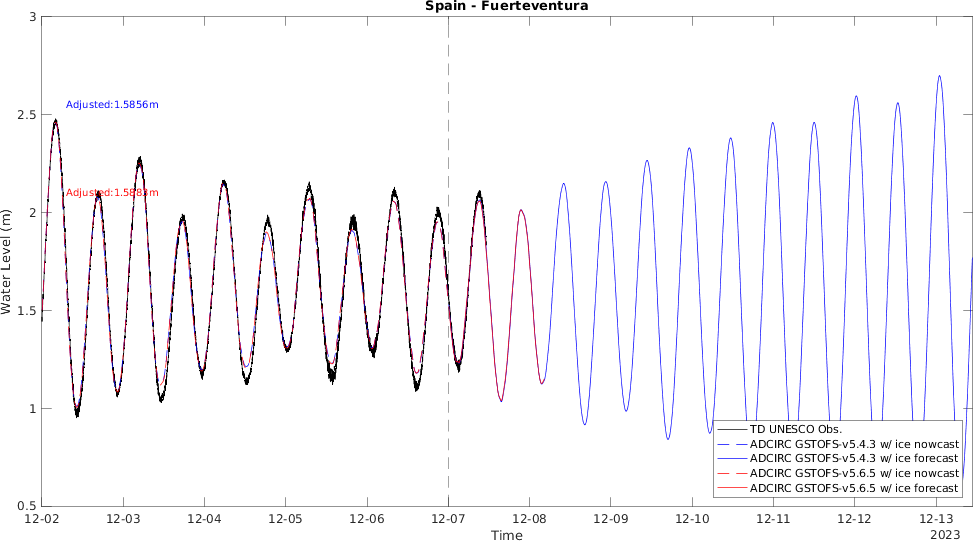 Spain - Fuerteventura
3
2.5
2
1.5
1
0.5
Water Level (m)
Adjusted:1.5856m
Adjusted:1.5883m
TD UNESCO Obs.
ADCIRC GSTOFS-v5.4.3 w/ ice nowcast
ADCIRC GSTOFS-v5.4.3 w/ ice forecast
ADCIRC GSTOFS-v5.6.5 w/ ice nowcast
ADCIRC GSTOFS-v5.6.5 w/ ice forecast
12-02 12-03 12-04 12-05 12-06 12-07 12-08 12-09 12-10 12-11 12-12 12-13
Time
2023